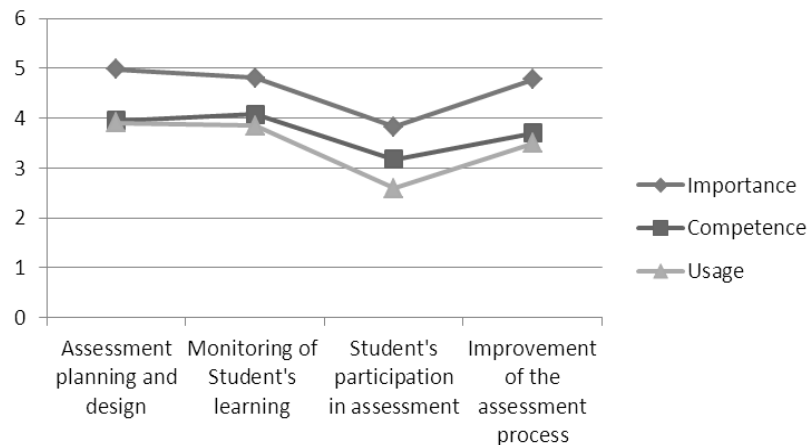 6
5
4
3
2
1
0
Assessment
planning and
design
Monitoring of
Student's
learning
Student's
participation
in assessment
Improvement
of the
assessment
process
Importance
Competence
Usage